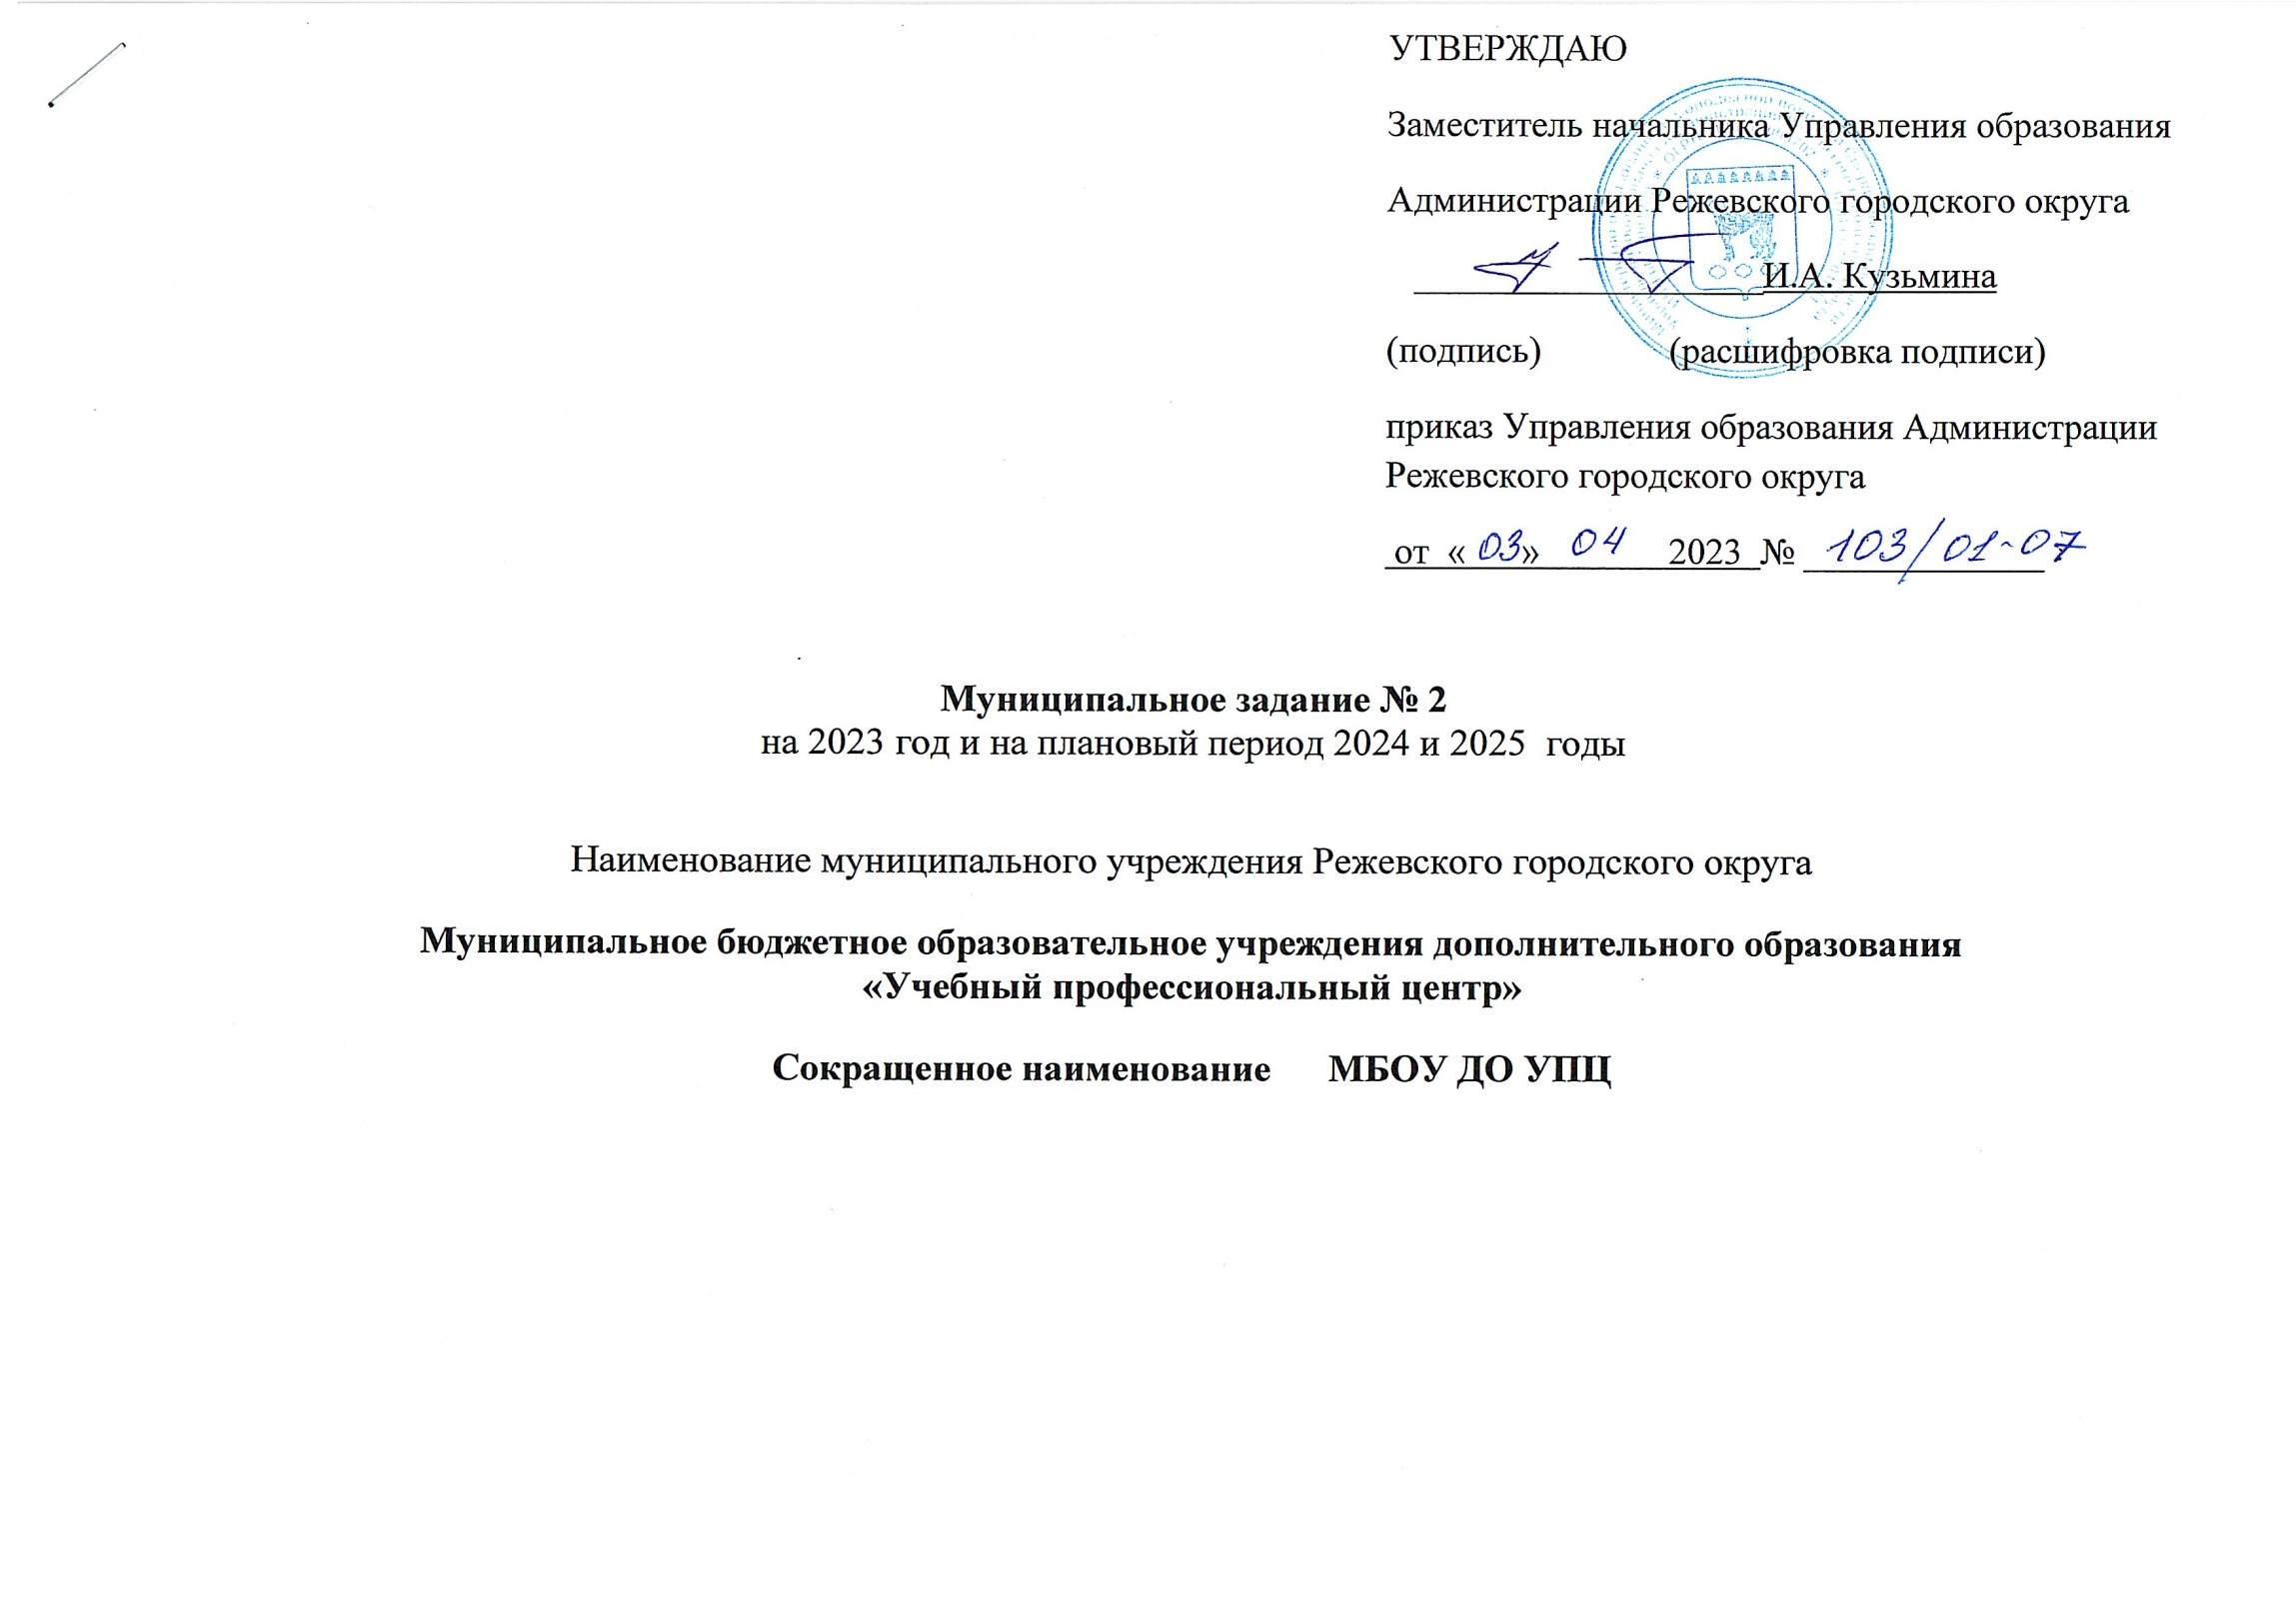 УТВЕРЖДАЮ
Заместитель начальника Управления образования
Администрации Режевского городского округа
И.А. Кузьмина
(подпись) (расшифровка подписи)
приказ Управления образования Администрации
Режевского городского округа
от « 03» 04 2023 № 103/01-07
Муниципальное задание № 2
на 2023 год и на плановый период 2024 и 2025 годы
Наименование муниципального учреждения Режевского городского округа
Муниципальное бюджетное образовательное учреждения дополнительного образования
«Учебный профессиональный центр»
Сокращенное наименование МБОУ ДО УПЦ